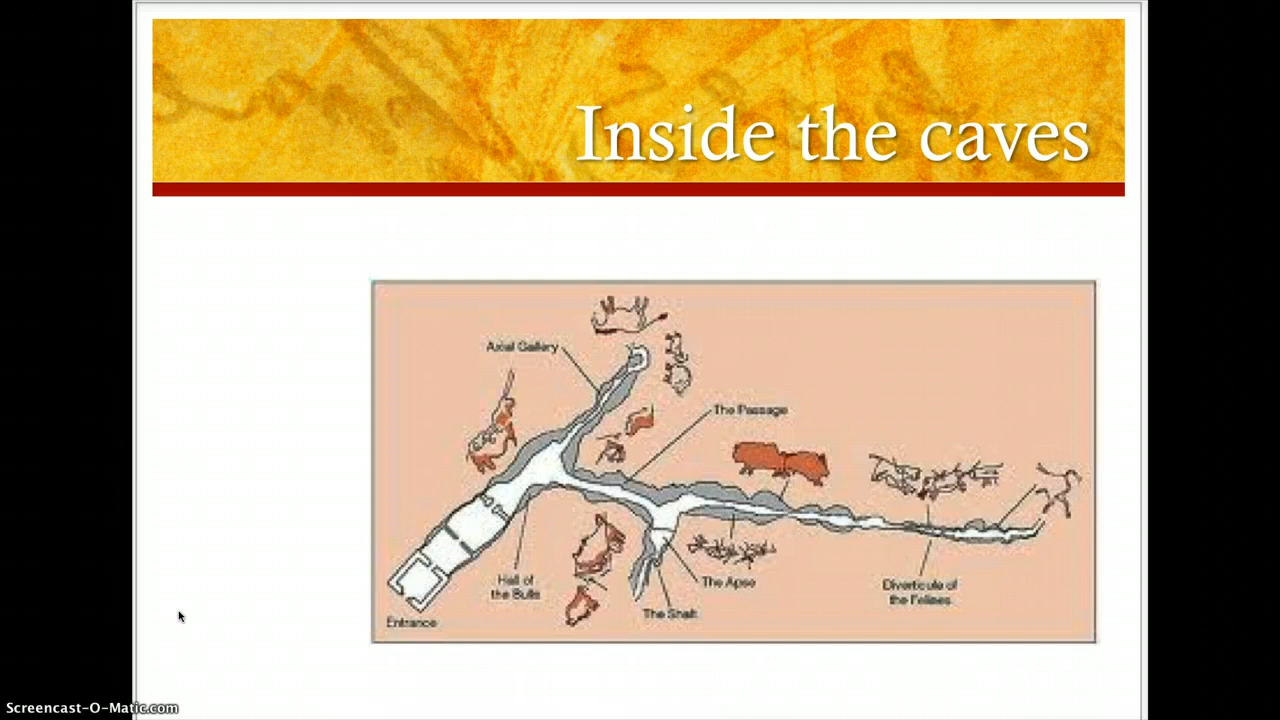 Inside the caves
Axial Gallery
The Passage
Hall of
the Bulls
The Apse
Diverticule of
the Felines
The Shaft
Entrance
Screencast-O-Matic.com